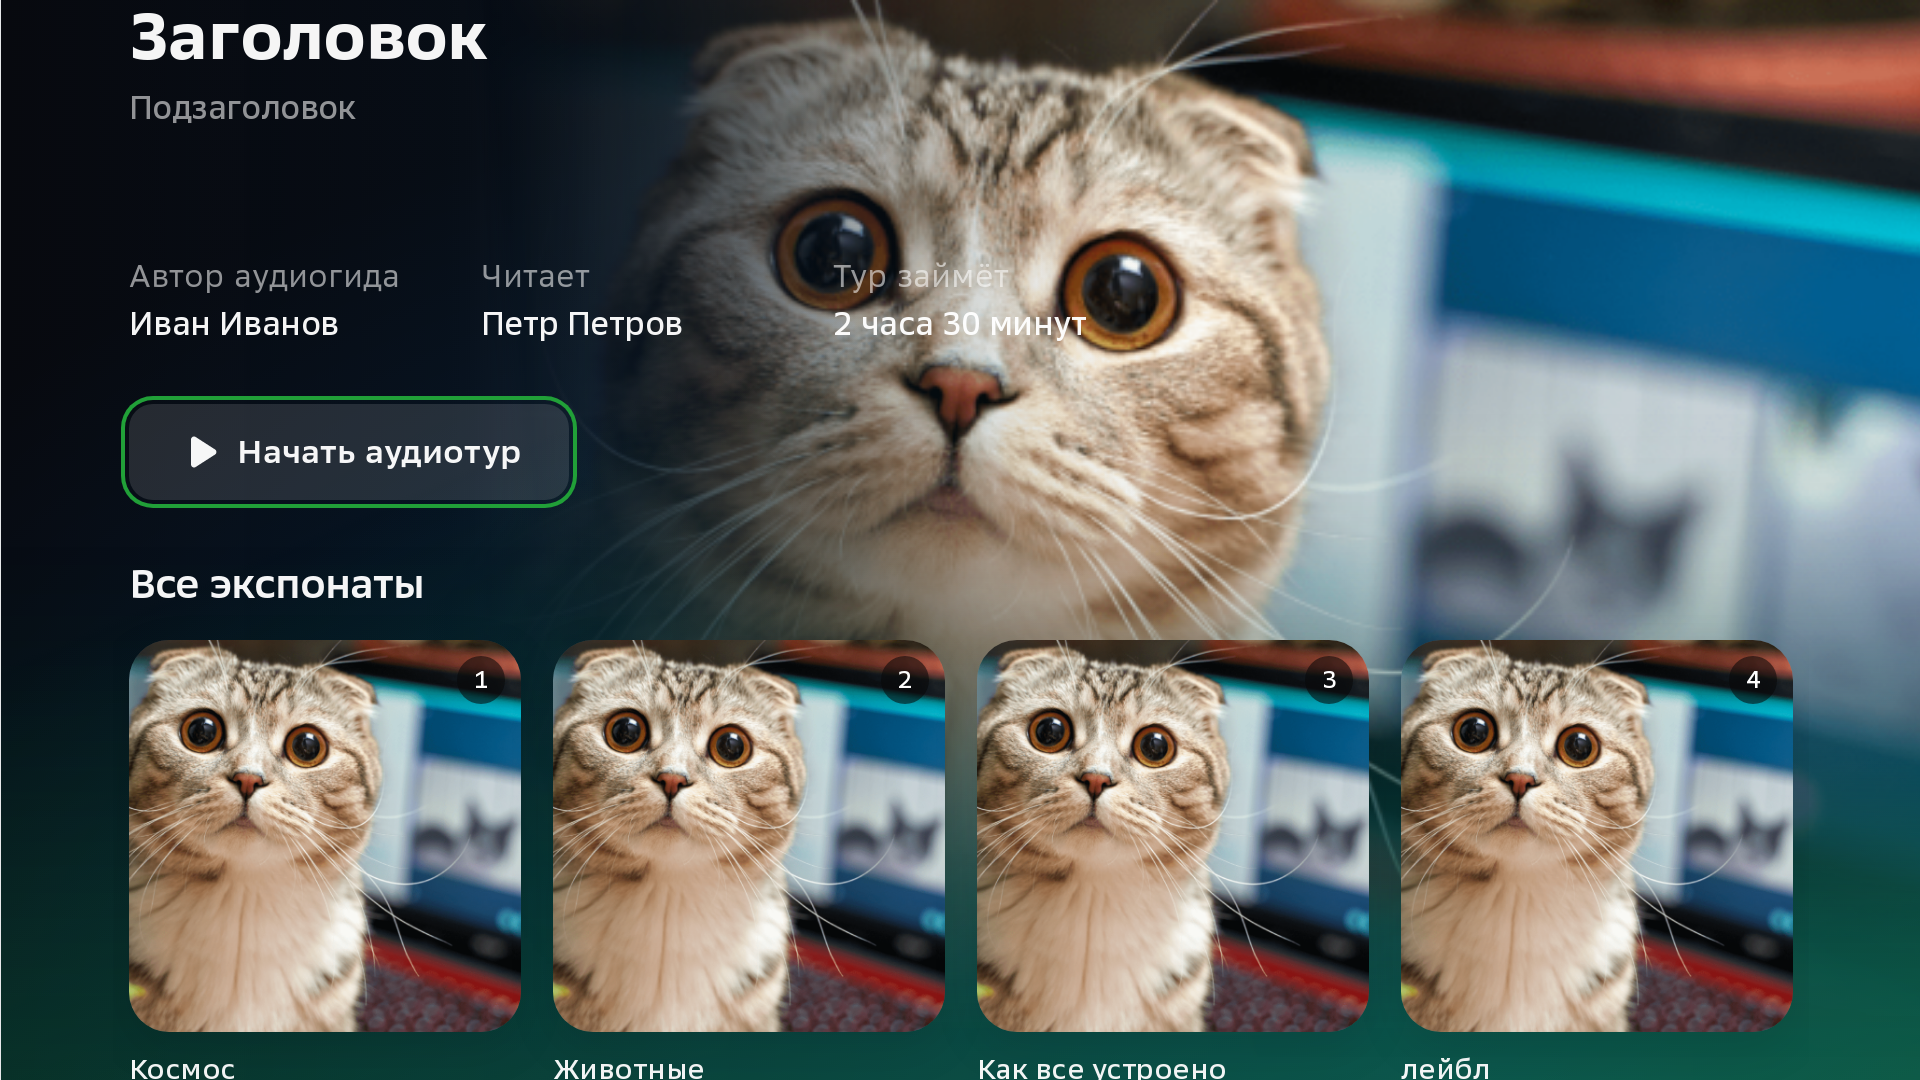 Заголовок
Подзаголовок
Автор аудиогида
Иван Иванов
Читает
Петр Петров
Тур займёт
2 часа 30 минут
Начать аудиотур
Все экспонаты
1
2
3
4
Космос
Животные
Как все устроено
лейбл